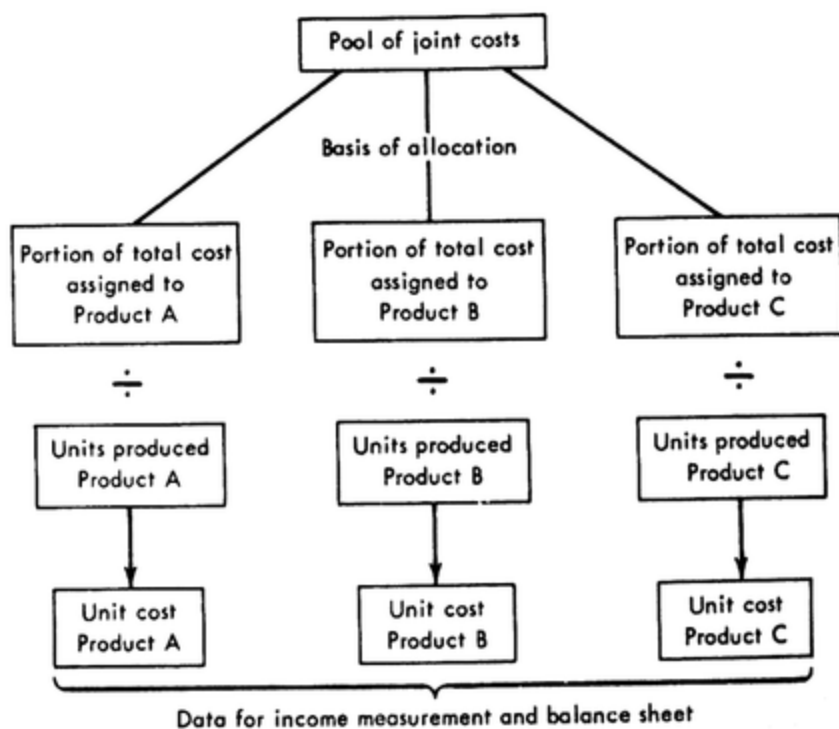 Pool of joint costs
Basis of allocation
Portion of total cost
assigned to
Product A
Portion of total cost
assigned to
Product B
Portion of total cost
assigned to
Product C
÷
÷
÷
Units produced
Product A
Units produced
Product B
Units produced
Product C
Unit cost
Product A
Unit cost
Product B
Unit cost
Product C
Data for income measurement and balance sheet